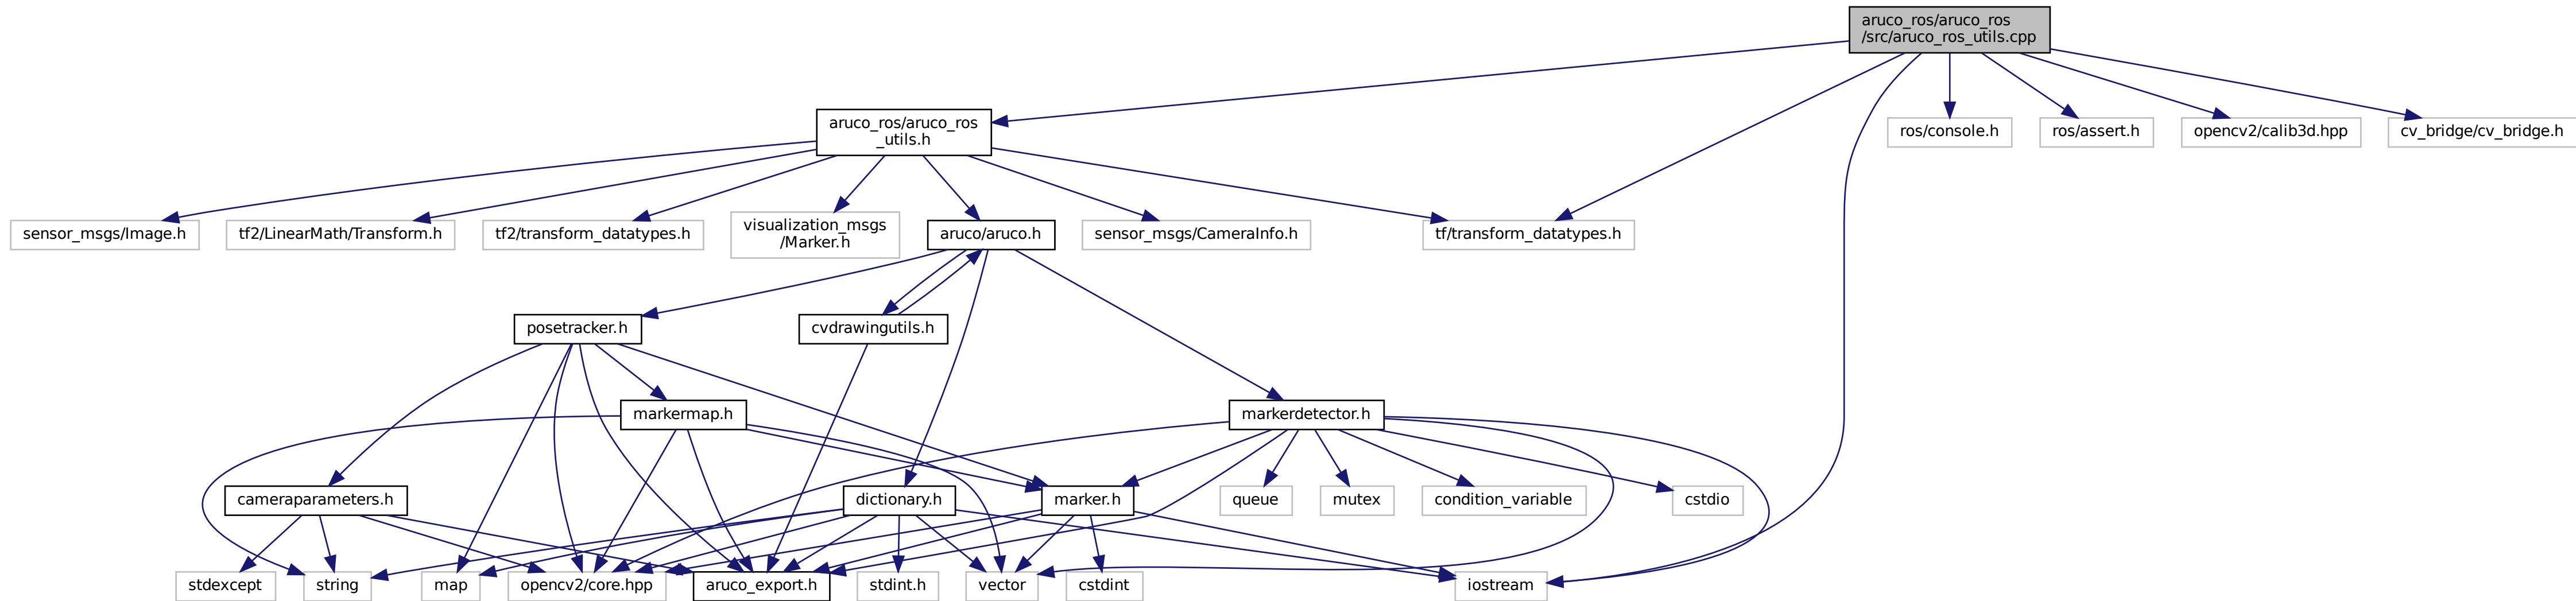 aruco_ros/aruco_ros
/src/aruco_ros_utils.cpp
aruco_ros/aruco_ros
_utils.h
ros/console.h
ros/assert.h
opencv2/calib3d.hpp
cv_bridge/cv_bridge.h
sensor_msgs/Image.h
tf2/LinearMath/Transform.h
tf2/transform_datatypes.h
visualization_msgs
/Marker.h
aruco/aruco.h
sensor_msgs/CameraInfo.h
tf/transform_datatypes.h
posetracker.h
cvdrawingutils.h
markermap.h
markerdetector.h
cameraparameters.h
dictionary.h
marker.h
queue
mutex
condition_variable
cstdio
stdexcept
string
map
opencv2/core.hpp
aruco_export.h
stdint.h
vector
cstdint
iostream